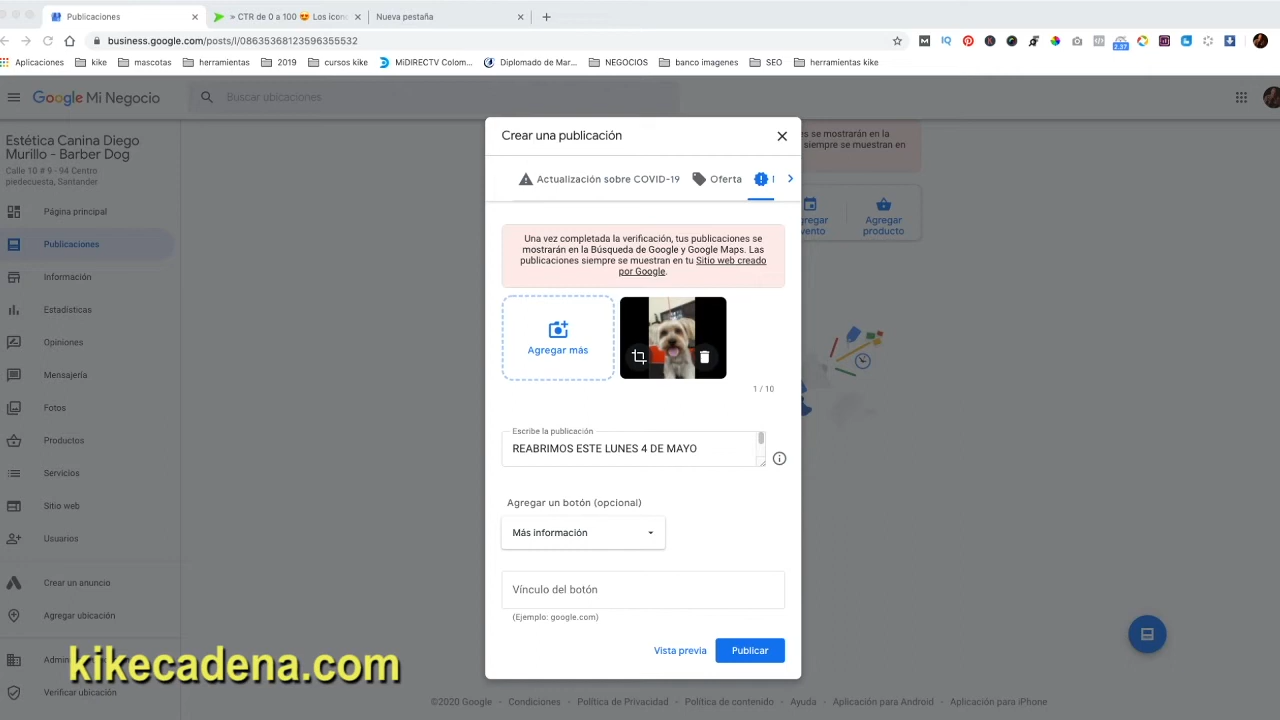 Publicaciones
» CTR de 0 a 100 😍 Los icon
Nueva pestaña
business.google.com/posts/l/08635368123596355532
2.37
Aplicaciones
kike
mascotas
herramientas
2019
cursos kike
MiDIRECTV Colom...
Diplomado de Mar...
NEGOCIOS
banco imagenes
SEO
herramientas kike
Google Mi Negocio
Buscar ubicaciones
Estética Canina Diego
Murillo - Barber Dog
Calle 10 # 9 - 94 Centro
piedecuesta, Santander
Página principal
Publicaciones
Información
Estadísticas
Opiniones
Mensajería
Fotos
Productos
Servicios
Sitio web
Usuarios
Crear un anuncio
Agregar ubicación
Admin
Verificar ubicación
kikecadena.com
Crear una publicación
Actualización sobre COVID-19
Oferta
Una vez completada la verificación, tus publicaciones se
mostrarán en la Búsqueda de Google y Google Maps. Las
publicaciones siempre se muestran en tu Sitio web creado
por Google.
Agregar más
1 / 10
Escribe la publicación
REABRIMOS ESTE LUNES 4 DE MAYO
Agregar un botón (opcional)
Más información
Vínculo del botón
(Ejemplo: google.com)
Vista previa
Publicar
es se mostrarán en la
siempre se muestran en
gregar
vento
Agregar
producto
©2020 Google
Condiciones
Política de Privacidad
Política de contenido
Ayuda
Aplicación para Android
Aplicación para iPhone